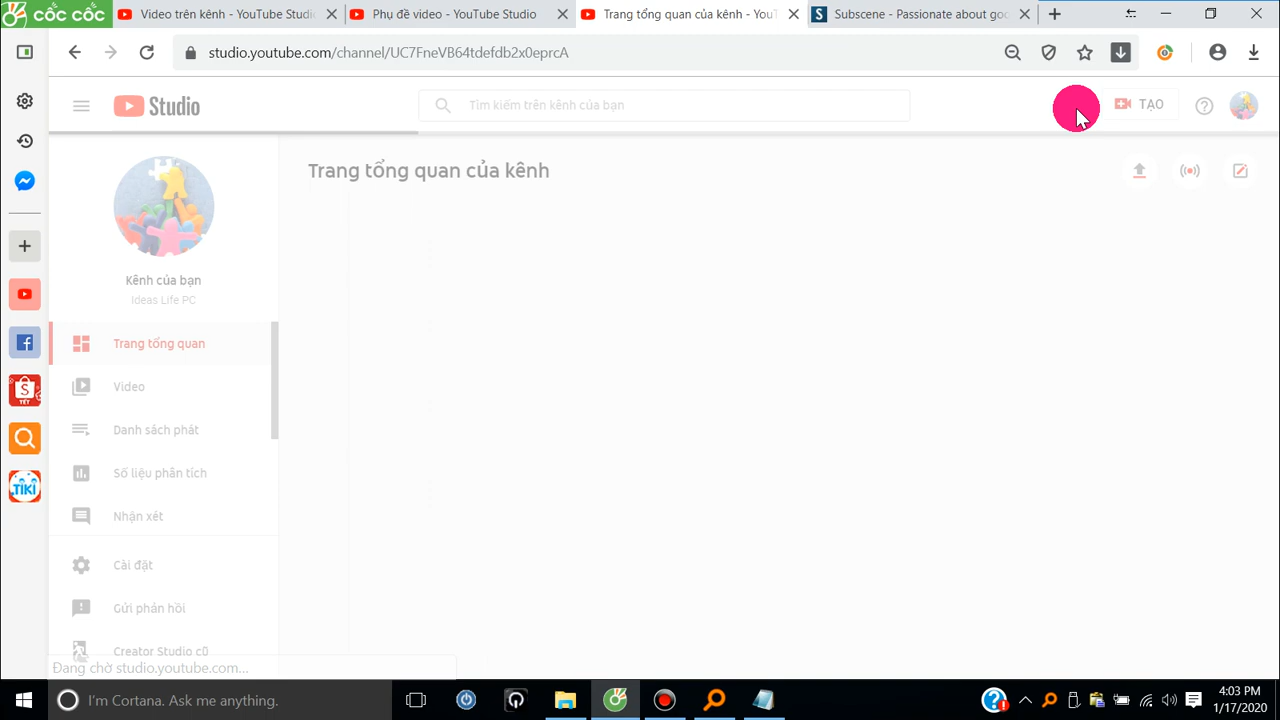 cốc cốc
Video trên kênh - YouTube Studi
Phụ đề video - YouTube Studio
Trang tổng quan của kênh - YouT
Subscene - Passionate about goo
studio.youtube.com/channel/UC7FneVB64tdefdb2x0eprcA
Studio
Tìm kiếm trên kênh của bạn
TẠO
Trang tổng quan của kênh
Kênh của bạn
Ideas Life PC
Trang tổng quan
Video
Danh sách phát
Số liệu phân tích
Nhận xét
Cài đặt
Gửi phản hồi
Creator Studio cũ
TẾT
TIKI
Đang chờ studio.youtube.com...
I'm Cortana. Ask me anything.
4:03 PM
1/17/2020